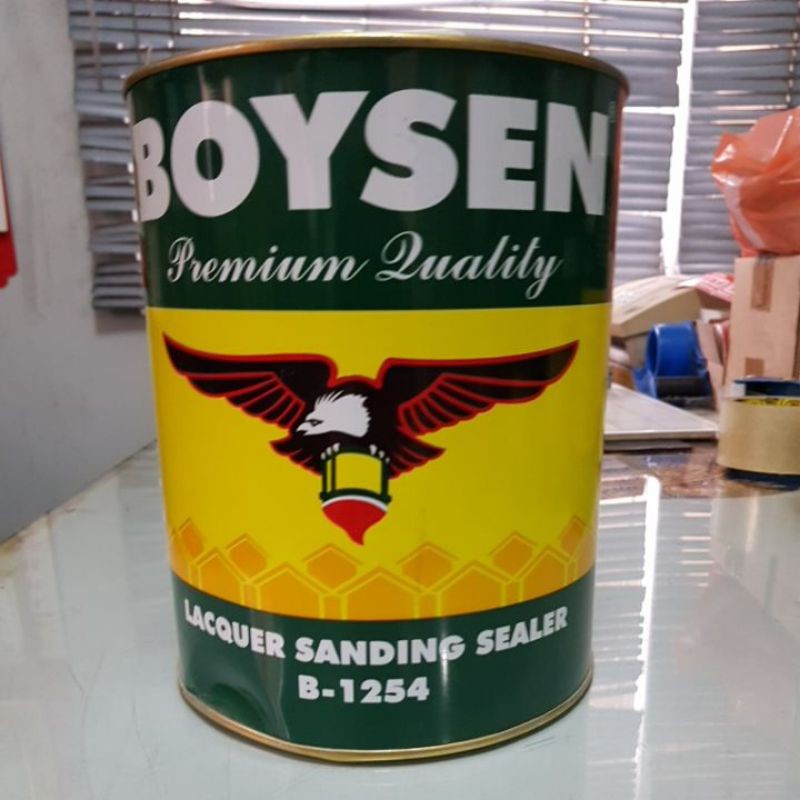 BOYSEN
Premium Quality
LACQUER SANDING SEALER
B-1254